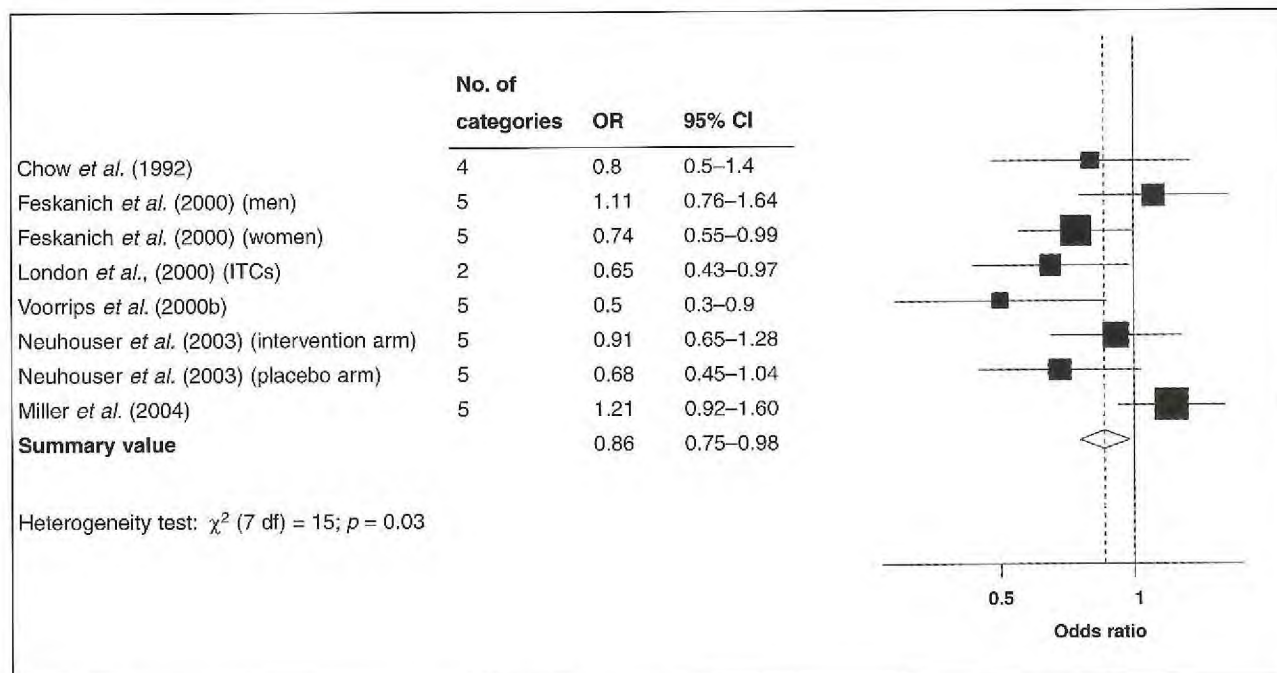 No. of
categories OR 95% CI
Chow et al. (1992) 4 0.8 0.5–1.4
Feskanich et al. (2000) (men) 5 1.11 0.76–1.64
Feskanich et al. (2000) (women) 5 0.74 0.55–0.99
London et al., (2000) (ITCs) 2 0.65 0.43–0.97
Voorrips et al. (2000b) 5 0.5 0.3–0.9
Neuhouser et al. (2003) (intervention arm) 5 0.91 0.65–1.28
Neuhouser et al. (2003) (placebo arm) 5 0.68 0.45–1.04
Miller et al. (2004) 5 1.21 0.92–1.60
Summary value 0.86 0.75–0.98
Heterogeneity test: χ² (7 df) = 15; p = 0.03
0.5 1
Odds ratio